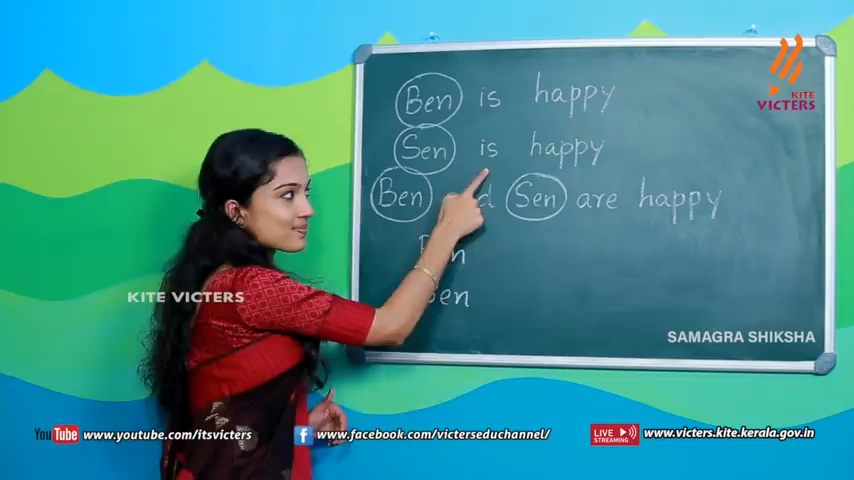 Ben is happy
Sen is happy
Ben Sen are happy
KITE
VICTERS
KITE VICTERS
SAMAGRA SHIKSHA
YouTube www.youtube.com/itsvicters
f www.facebook.com/victerseduchannel/
LIVE STREAMING www.victers.kite.kerala.gov.in